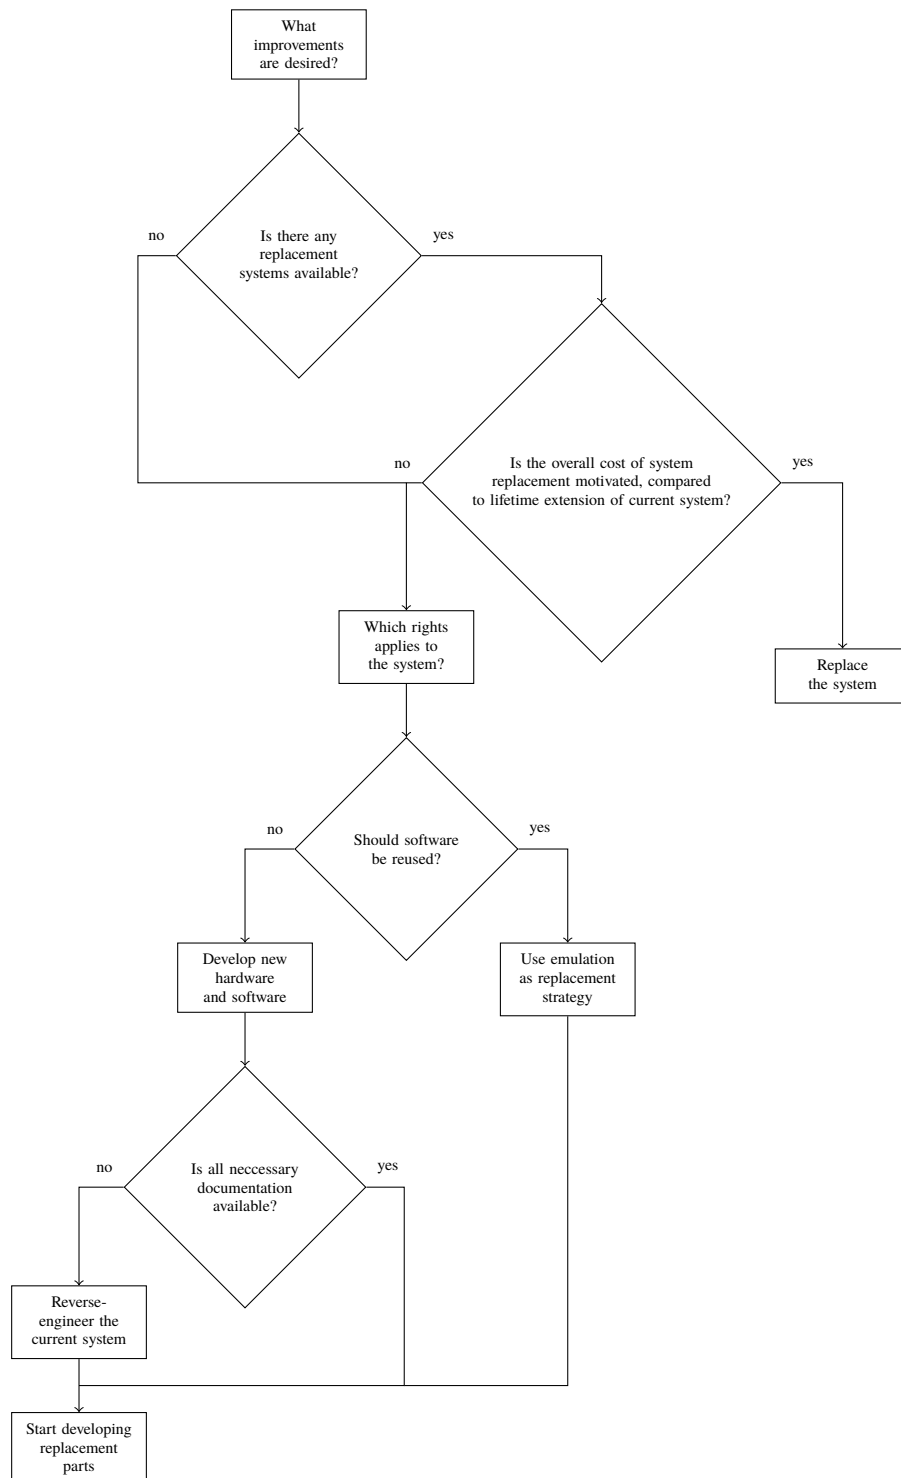 What
improvements
are desired?
no
Is there any
replacement
systems available?
yes
no
Is the overall cost of system
replacement motivated, compared
to lifetime extension of current system?
yes
Which rights
applies to
the system?
Replace
the system
no
Should software
be reused?
yes
Develop new
hardware
and software
Use emulation
as replacement
strategy
no
Is all neccessary
documentation
available?
yes
Reverse-
engineer the
current system
Start developing
replacement
parts